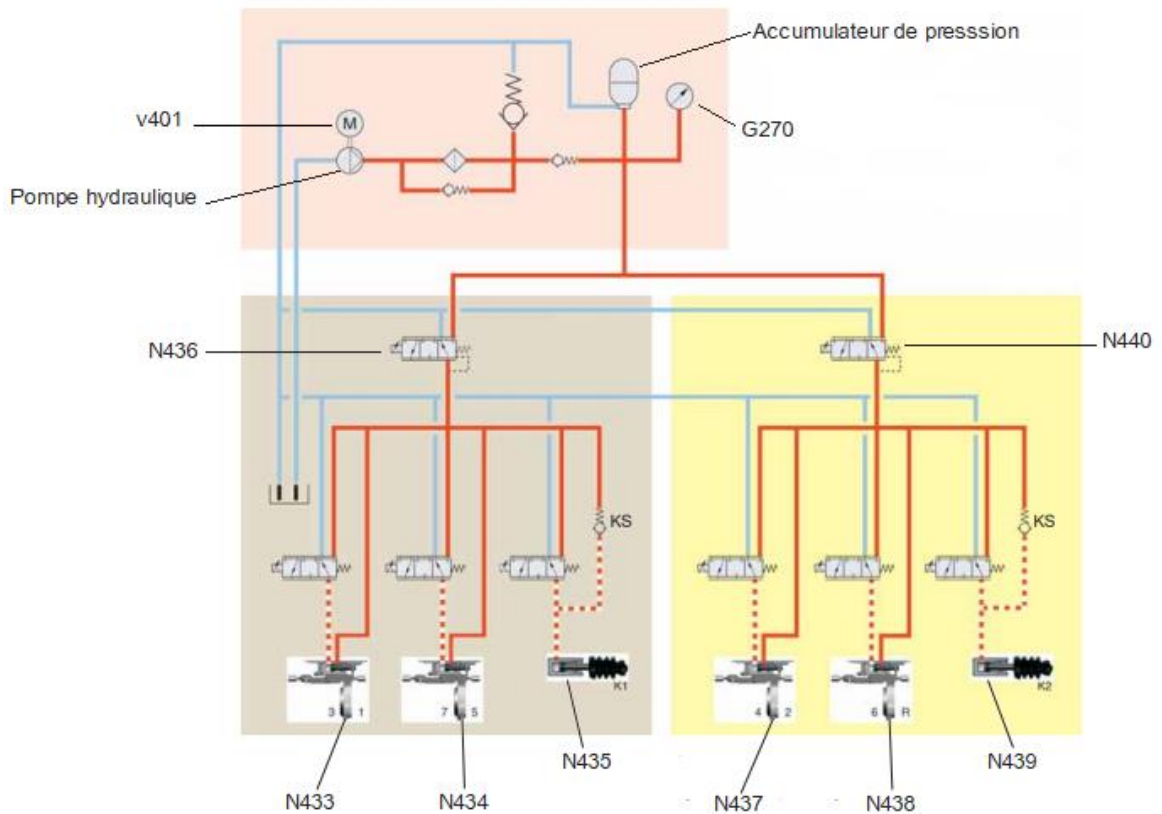 Accumulateur de presssion
v401
M
G270
Pompe hydraulique
N436
N440
KS
KS
3 1
7 5
K1
4 2
6 R
K2
N435
N439
N433
N434
N437
N438